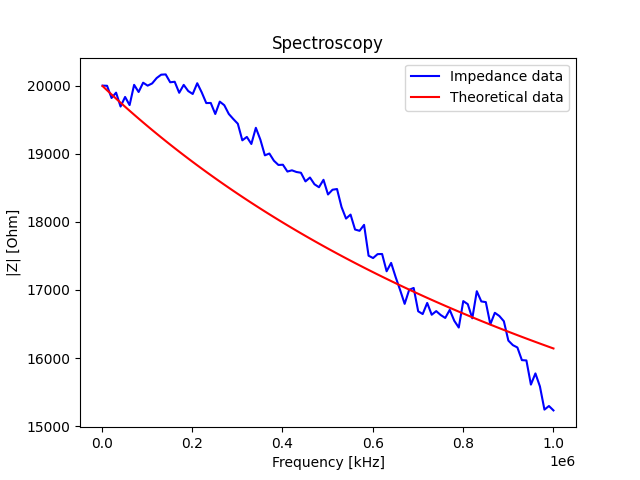 Spectroscopy
Impedance data
Theoretical data
|Z| [Ohm]
20000
19000
18000
17000
16000
15000
0.0 0.2 0.4 0.6 0.8 1.0
1e6
Frequency [kHz]